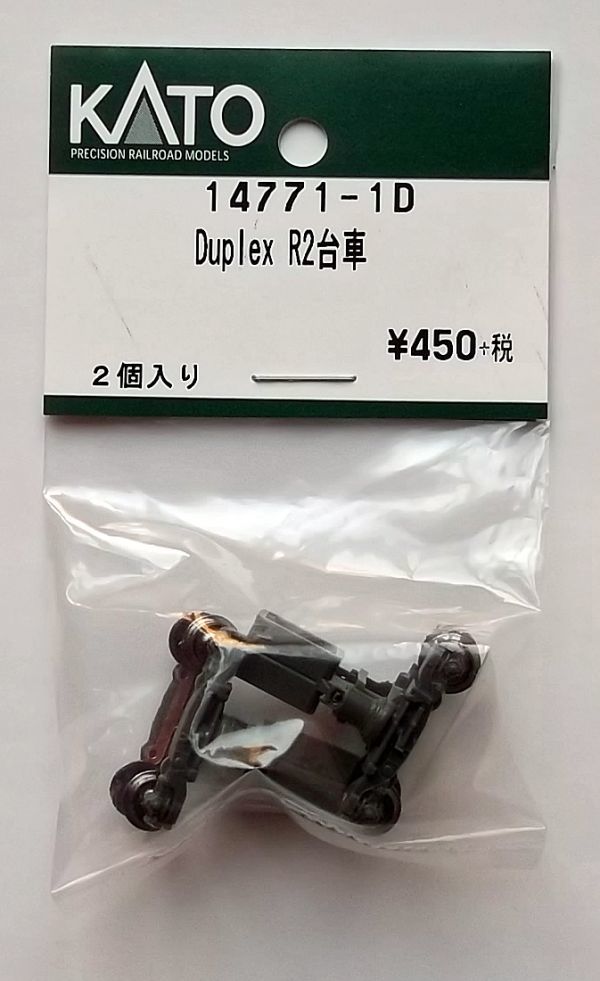 KATO
PRECISION RAILROAD MODELS
14771-1D
Duplex R2台車
¥450+税
2個入り